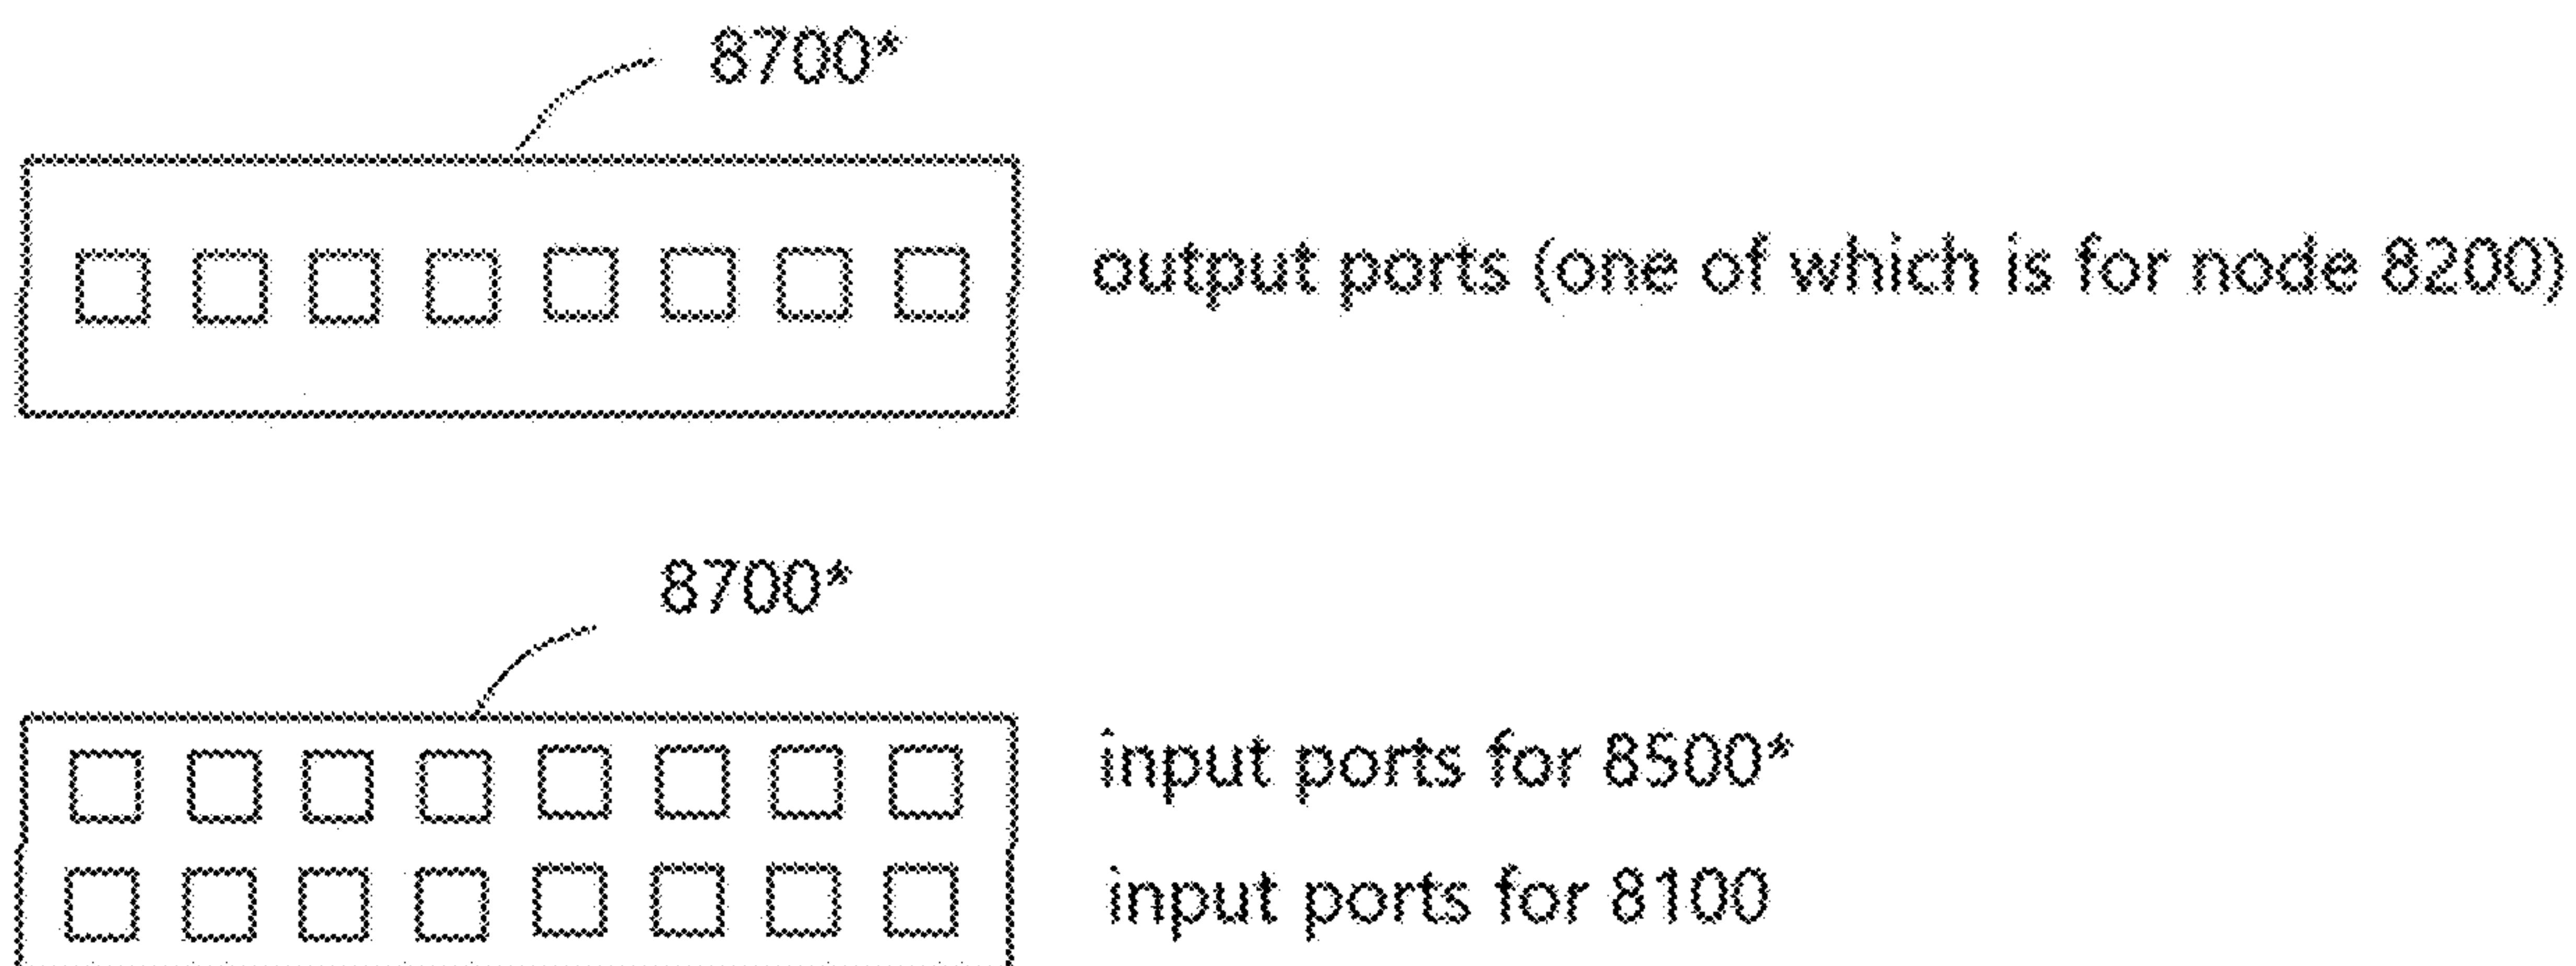 8700*
output ports (one of which is for node 8200)
8700*
input ports for 8500*
input ports for 8100